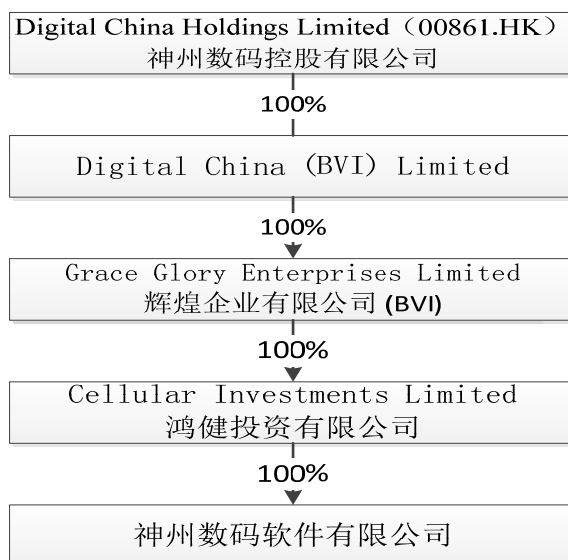 Digital China Holdings Limited（00861.HK）
神州数码控股有限公司
100%
Digital China (BVI) Limited
100%
Grace Glory Enterprises Limited
辉煌企业有限公司(BVI)
100%
Cellular Investments Limited
鸿健投资有限公司
100%
神州数码软件有限公司